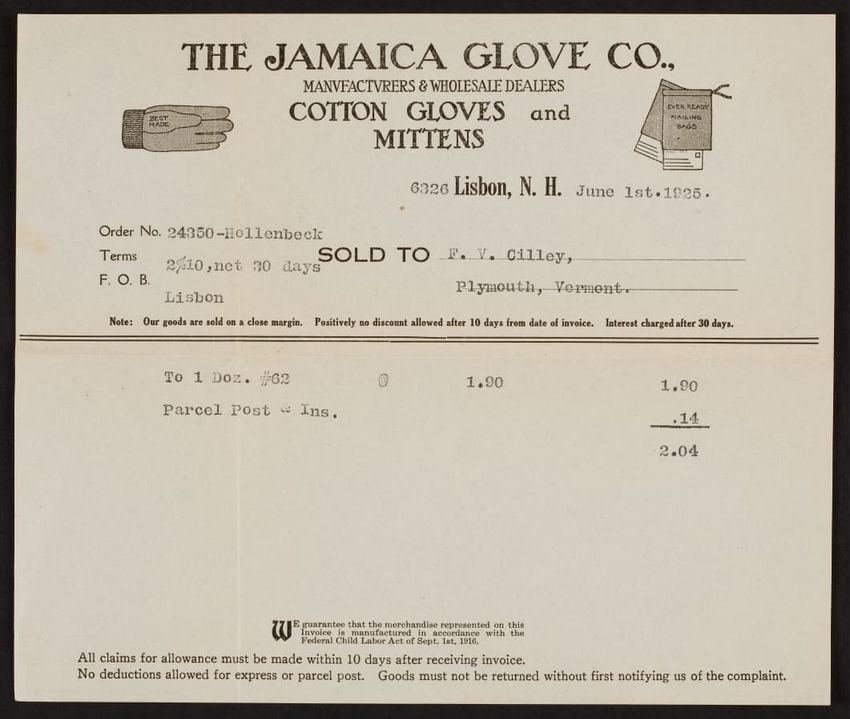 THE JAMAICA GLOVE CO.,
MANVFACTVRERS & WHOLESALE DEALERS
COTTON GLOVES and
MITTENS
BEST
MADE
EVER READY
MAILING
BAGS
6326 Lisbon, N. H. June 1st.1925.
Order No. 24350-Hollenbeck
Terms 2%10,net 30 days
SOLD TO F. V. Cilley,
F. O. B. Lisbon
Plymouth, Vermont.
Note: Our goods are sold on a close margin. Positively no discount allowed after 10 days from date of invoice. Interest charged after 30 days.
To 1 Doz. #62 @ 1.90 1.90
Parcel Post & Ins. .14
2.04
WE guarantee that the merchandise represented on this
Invoice is manufactured in accordance with the
Federal Child Labor Act of Sept. 1st, 1916.
All claims for allowance must be made within 10 days after receiving invoice.
No deductions allowed for express or parcel post. Goods must not be returned without first notifying us of the complaint.